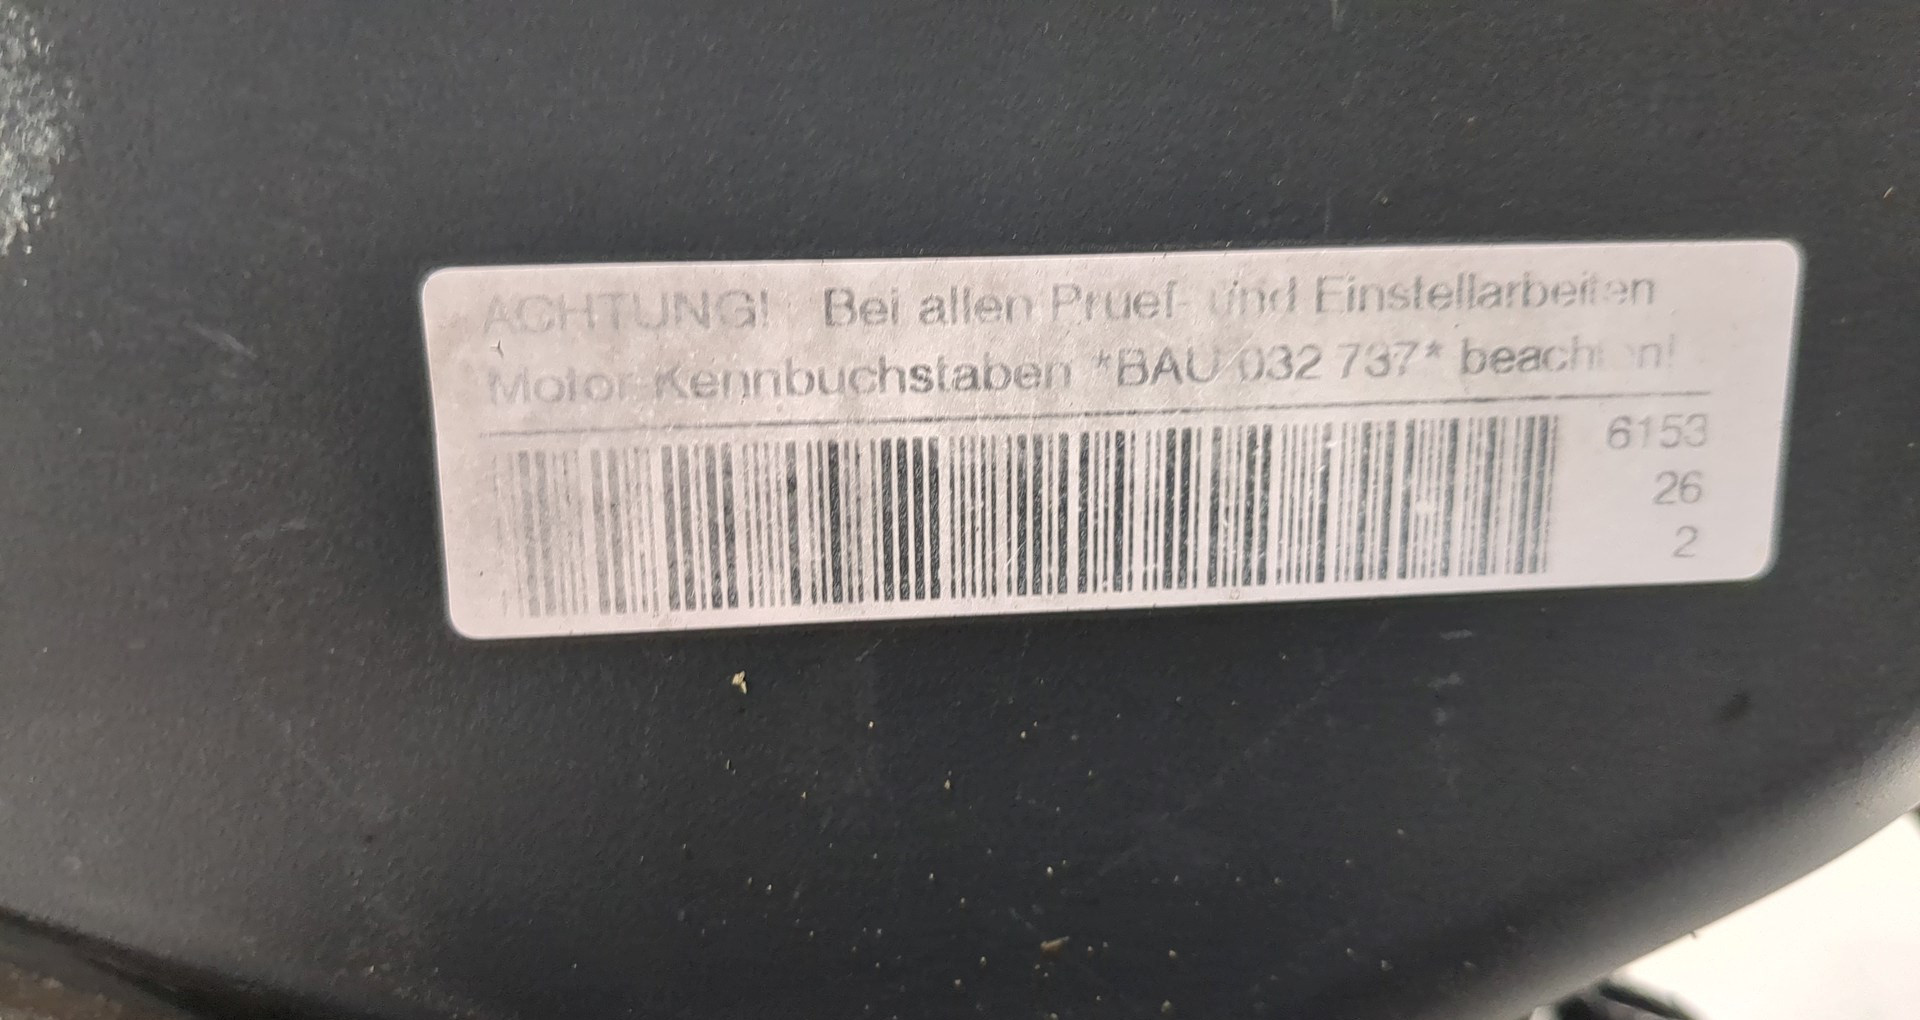 ACHTUNG! Bei allen Pruef- und Einstellarbeiten
Motor-Kennbuchstaben *BAU 032 737* beachten!
6153
26
2